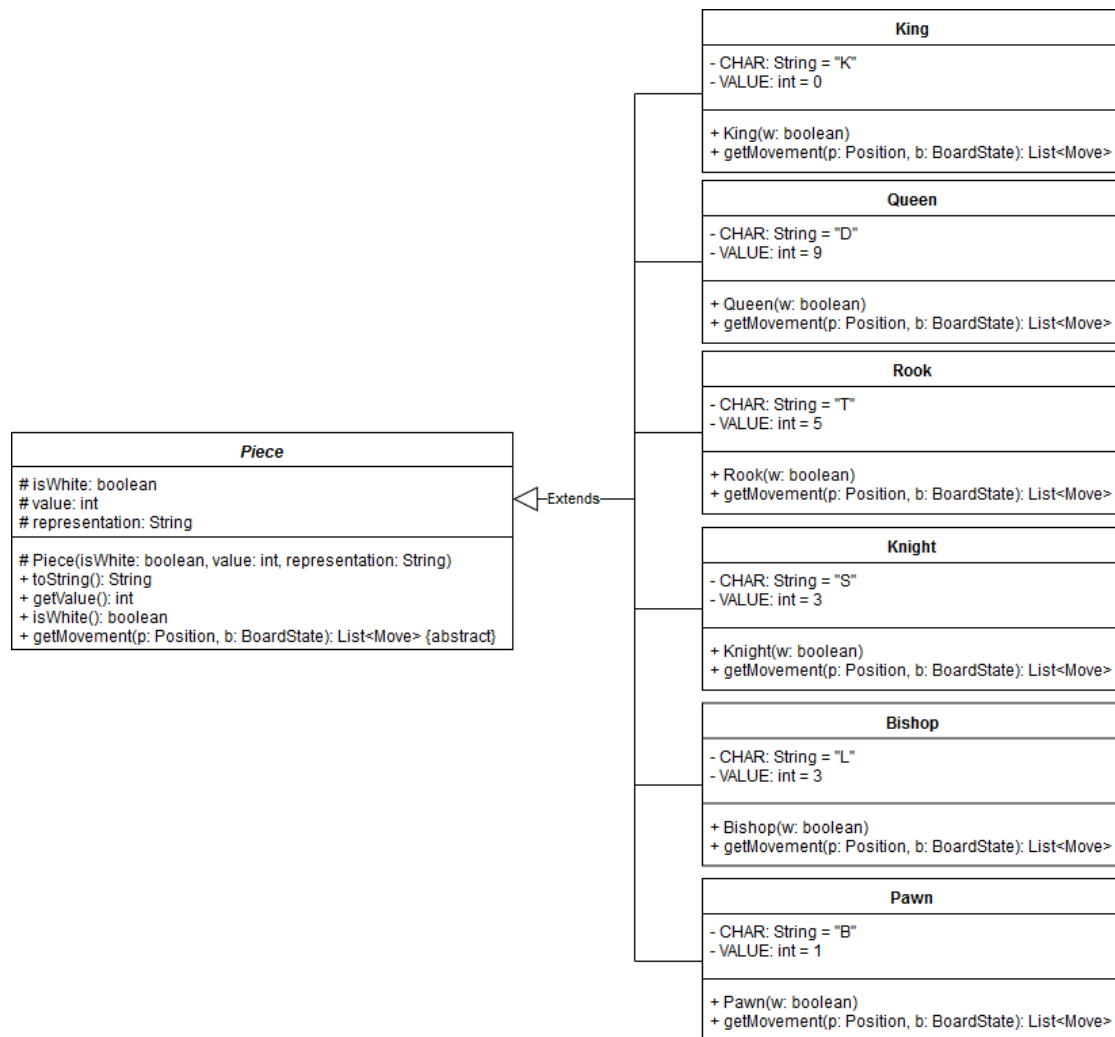 King
- CHAR: String = "K"
- VALUE: int = 0
+ King(w: boolean)
+ getMovement(p: Position, b: BoardState): List<Move>
Queen
- CHAR: String = "D"
- VALUE: int = 9
+ Queen(w: boolean)
+ getMovement(p: Position, b: BoardState): List<Move>
Rook
- CHAR: String = "T"
- VALUE: int = 5
+ Rook(w: boolean)
+ getMovement(p: Position, b: BoardState): List<Move>
Piece
# isWhite: boolean
# value: int
# representation: String
# Piece(isWhite: boolean, value: int, representation: String)
+ toString(): String
+ getValue(): int
+ isWhite(): boolean
+ getMovement(p: Position, b: BoardState): List<Move> {abstract}
Extends
Knight
- CHAR: String = "S"
- VALUE: int = 3
+ Knight(w: boolean)
+ getMovement(p: Position, b: BoardState): List<Move>
Bishop
- CHAR: String = "L"
- VALUE: int = 3
+ Bishop(w: boolean)
+ getMovement(p: Position, b: BoardState): List<Move>
Pawn
- CHAR: String = "B"
- VALUE: int = 1
+ Pawn(w: boolean)
+ getMovement(p: Position, b: BoardState): List<Move>